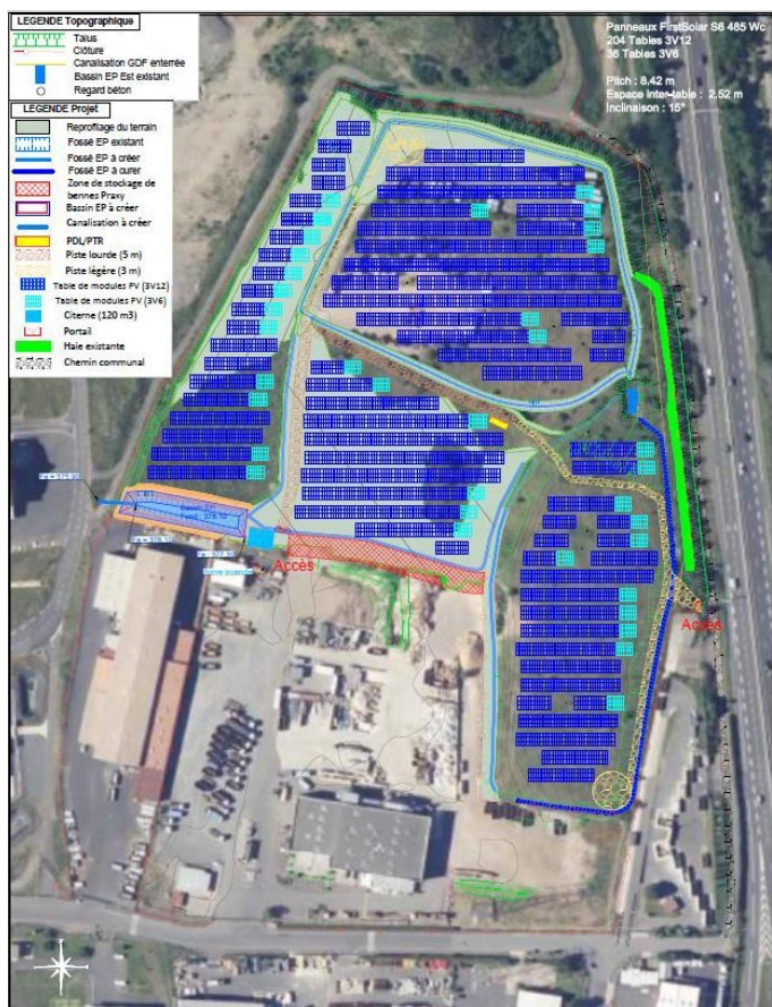 LEGENDE Topographique
Talus
Clôture
Canalisation GDF enterrée
Bassin EP Est existant
Regard béton
LEGENDE Projet
Reprofilage du terrain
Fossé EP existant
Fossé EP à créer
Fossé EP à curer
Zone de stockage de
bennes Praxy
Bassin EP à créer
Canalisation à créer
PDL/PTR
Piste lourde (5 m)
Piste légère (3 m)
Table de modules PV (3V12)
Table de modules PV (3V6)
Citerne (120 m3)
Portail
Haie existante
Chemin communal
Panneaux FirstSolar S6 485 Wc
204 Tables 3V12
36 Tables 3V6
Pitch : 8,42 m
Espace inter-table : 2,52 m
Inclinaison : 15°
Accès
Accès